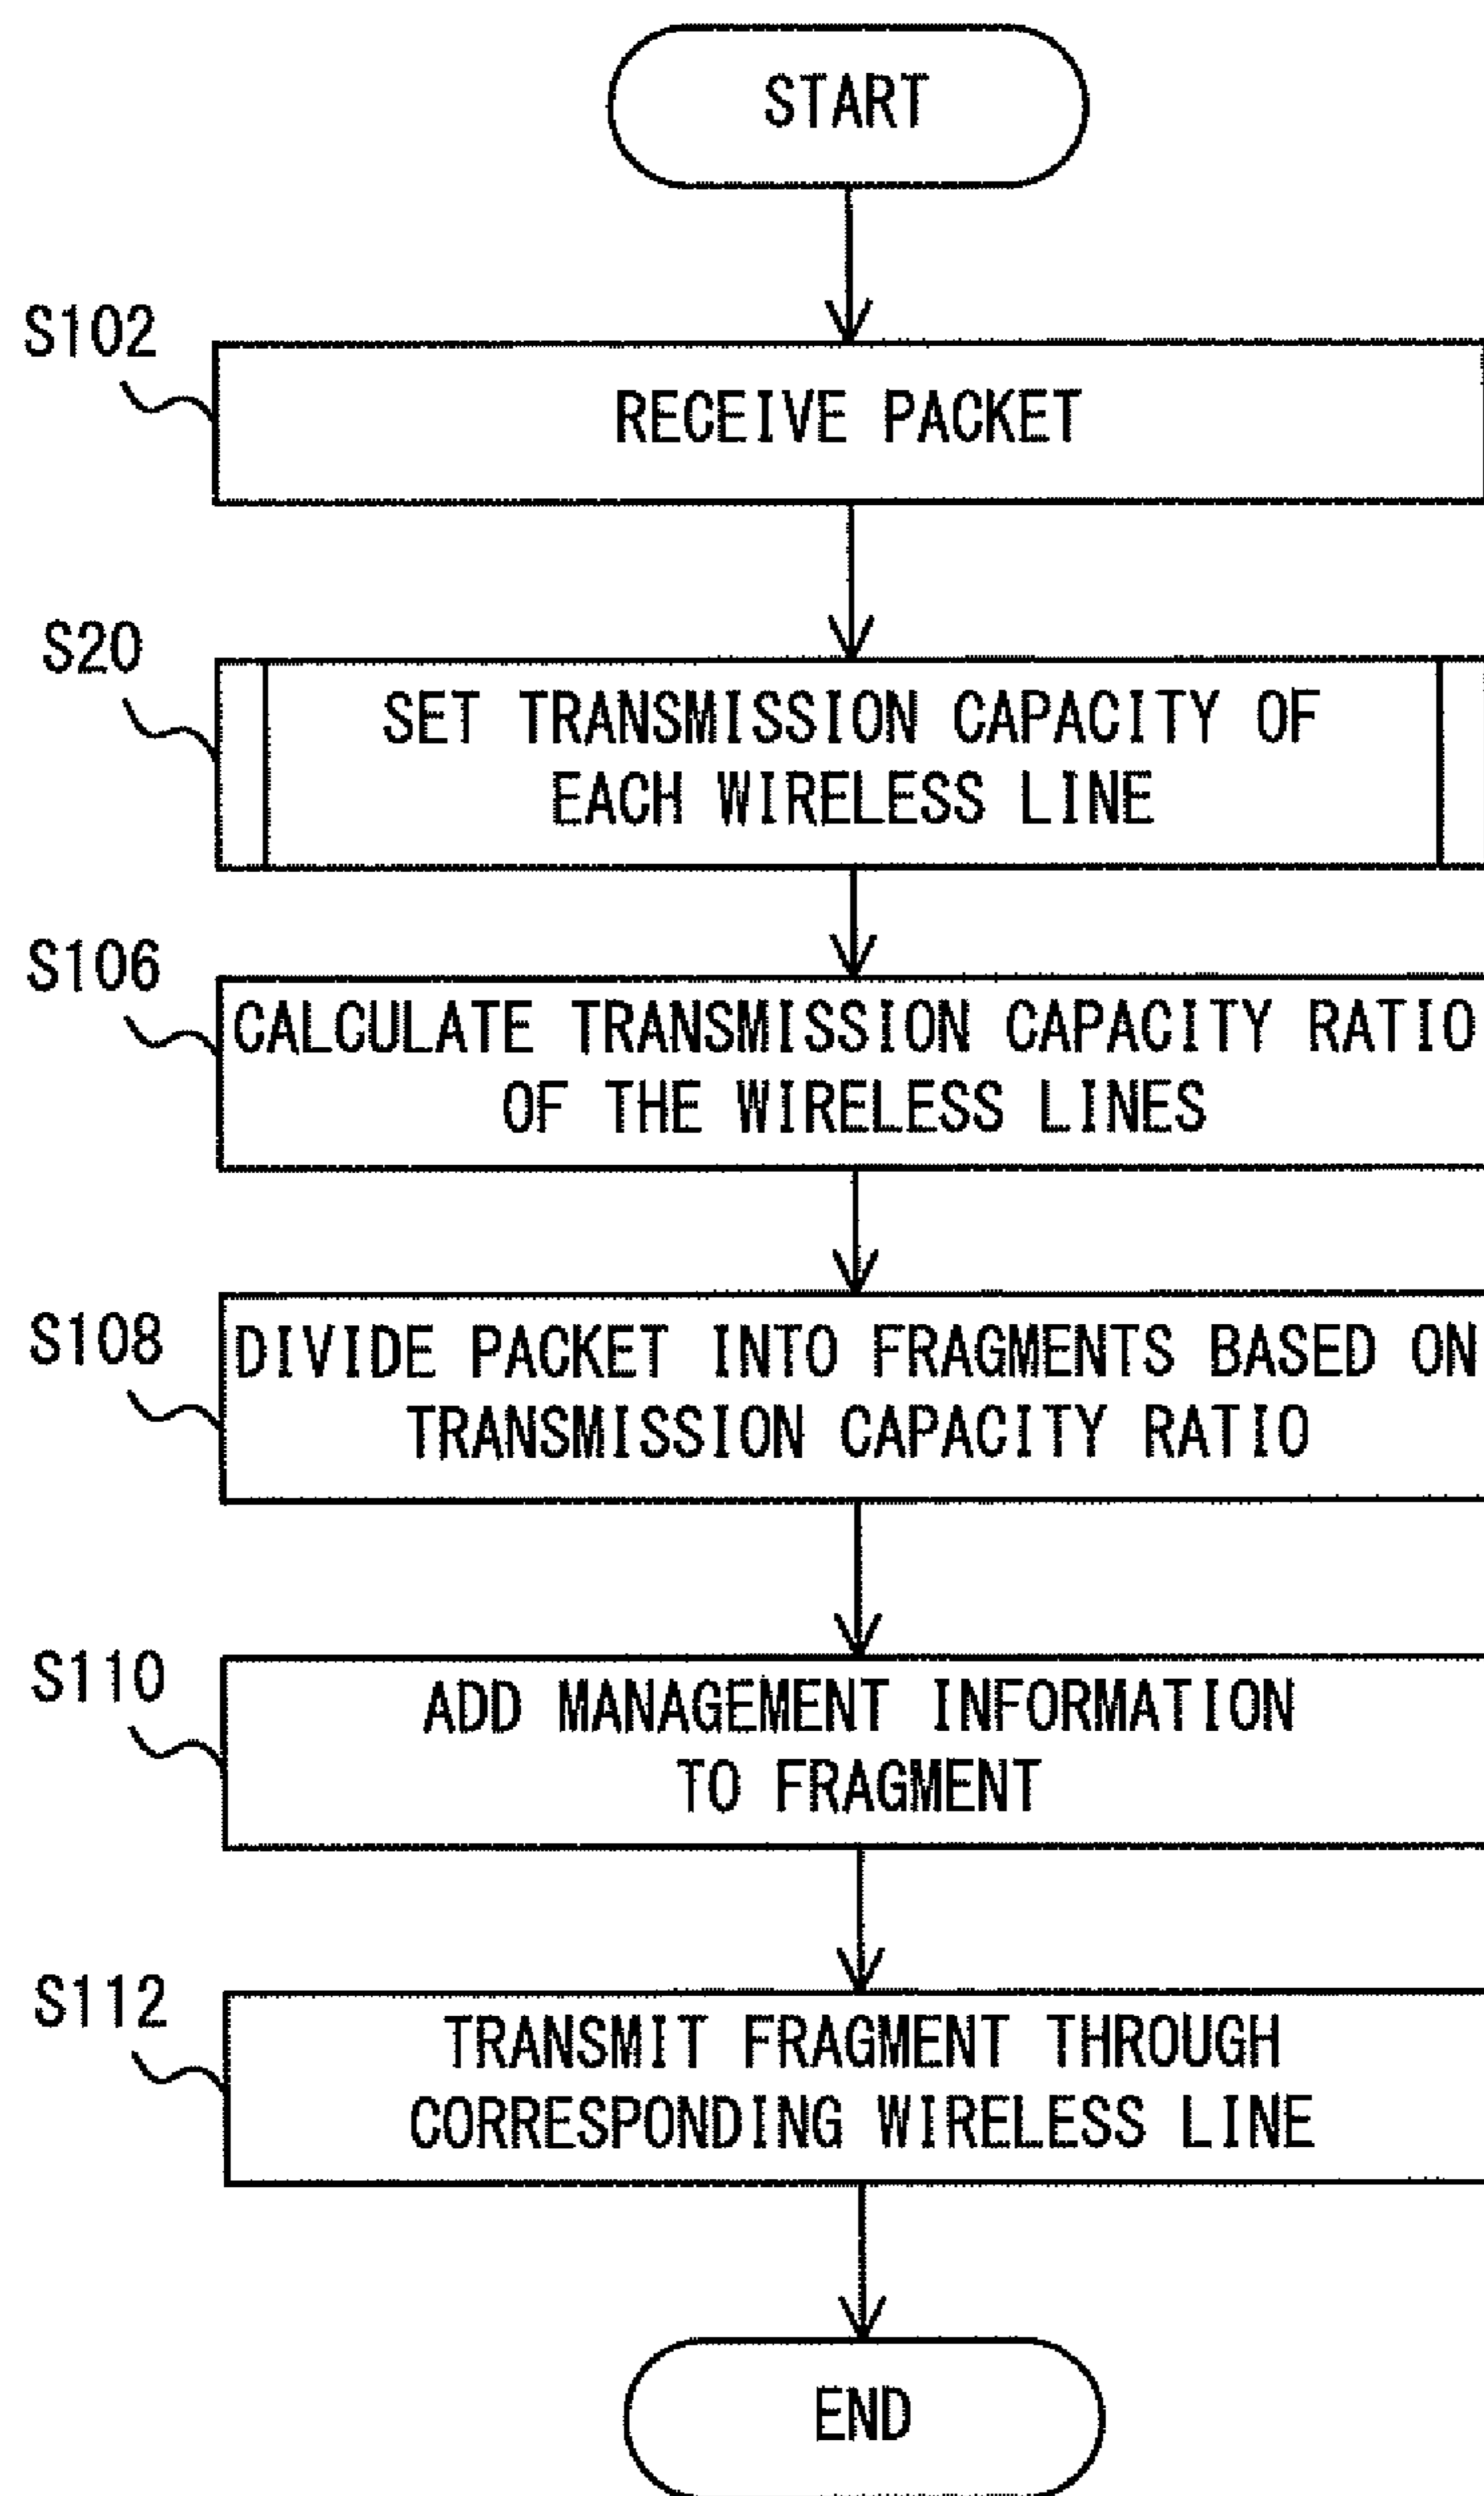 START
S102
RECEIVE PACKET
S20
SET TRANSMISSION CAPACITY OF
EACH WIRELESS LINE
S106
CALCULATE TRANSMISSION CAPACITY RATIO
OF THE WIRELESS LINES
S108
DIVIDE PACKET INTO FRAGMENTS BASED ON
TRANSMISSION CAPACITY RATIO
S110
ADD MANAGEMENT INFORMATION
TO FRAGMENT
S112
TRANSMIT FRAGMENT THROUGH
CORRESPONDING WIRELESS LINE
END